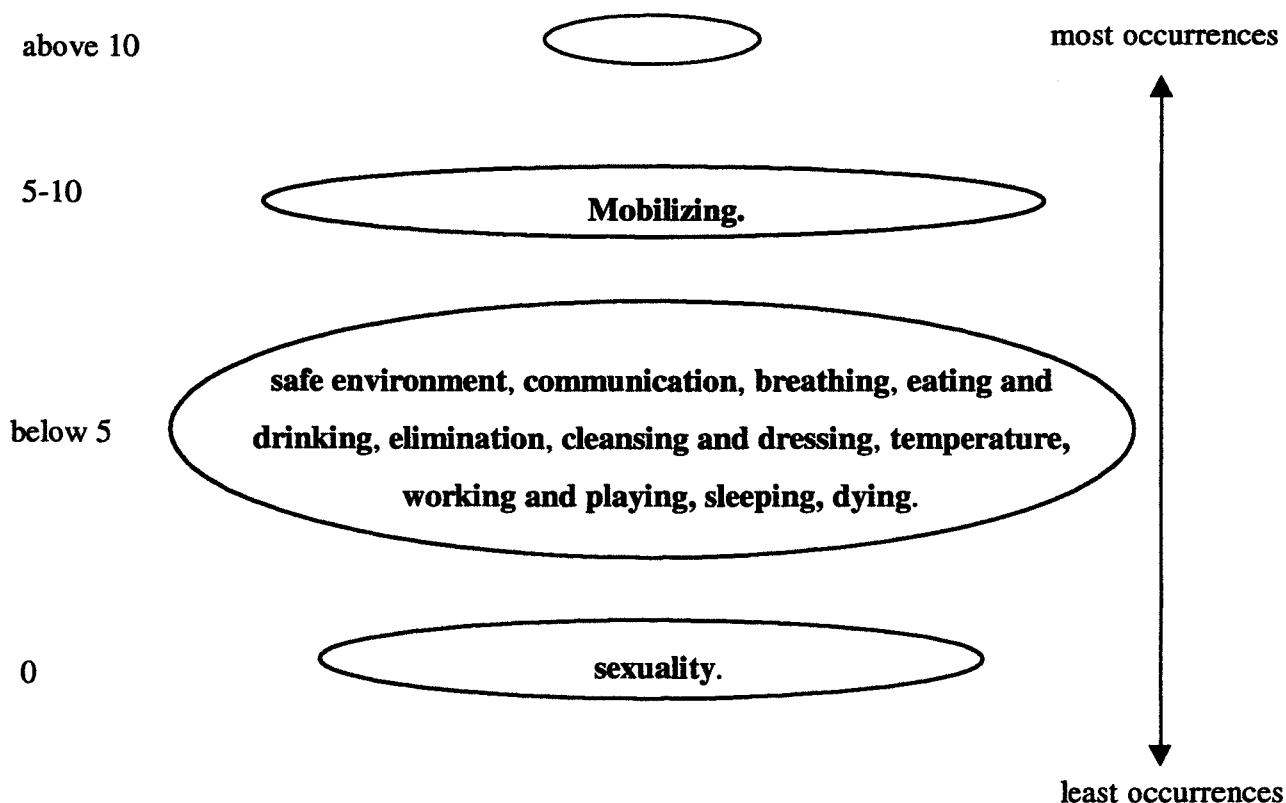 above 10
most occurrences
5-10
Mobilizing.
safe environment, communication, breathing, eating and
drinking, elimination, cleansing and dressing, temperature,
below 5
working and playing, sleeping, dying.
0
sexuality.
least occurrences